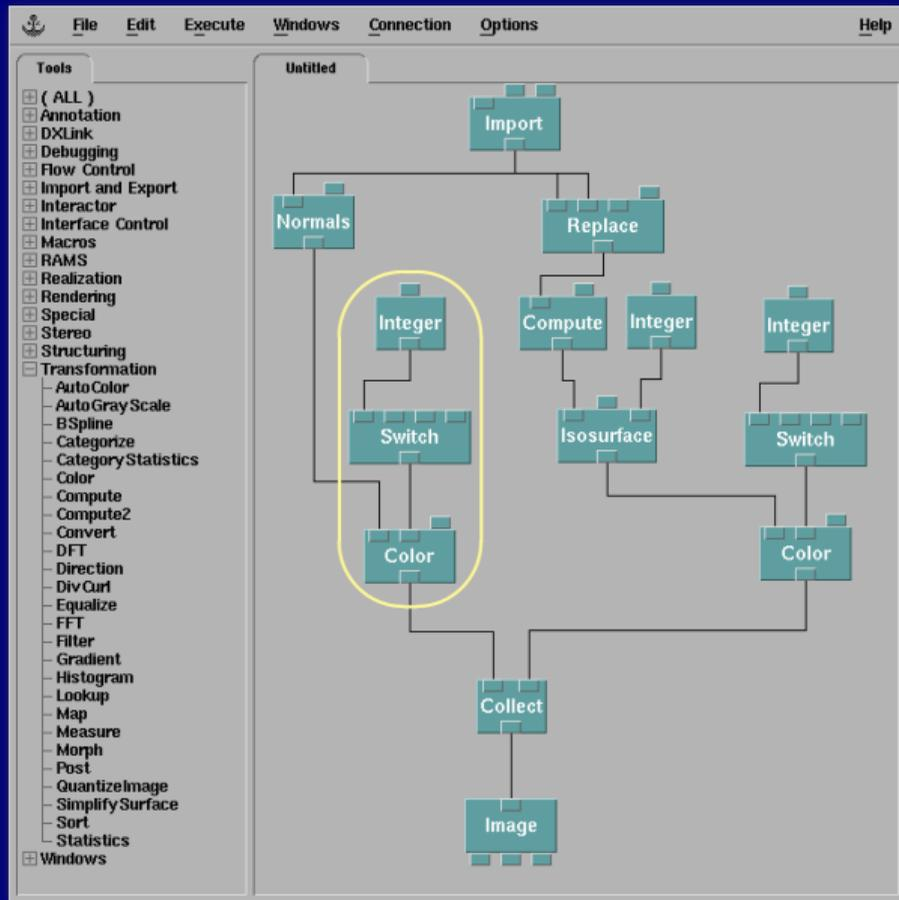 File Edit Execute Windows Connection Options Help
Tools
( ALL )
Annotation
DXLink
Debugging
Flow Control
Import and Export
Interactor
Interface Control
Macros
RAMS
Realization
Rendering
Special
Stereo
Structuring
Transformation
AutoColor
AutoGrayScale
BSpline
Categorize
CategoryStatistics
Color
Compute
Compute2
Convert
DFT
Direction
DivCurl
Equalize
FFT
Filter
Gradient
Histogram
Lookup
Map
Measure
Morph
Post
QuantizeImage
SimplifySurface
Sort
Statistics
Windows
Untitled
Import
Normals Replace
Integer Compute Integer Integer
Switch Isosurface Switch
Color Color
Collect
Image